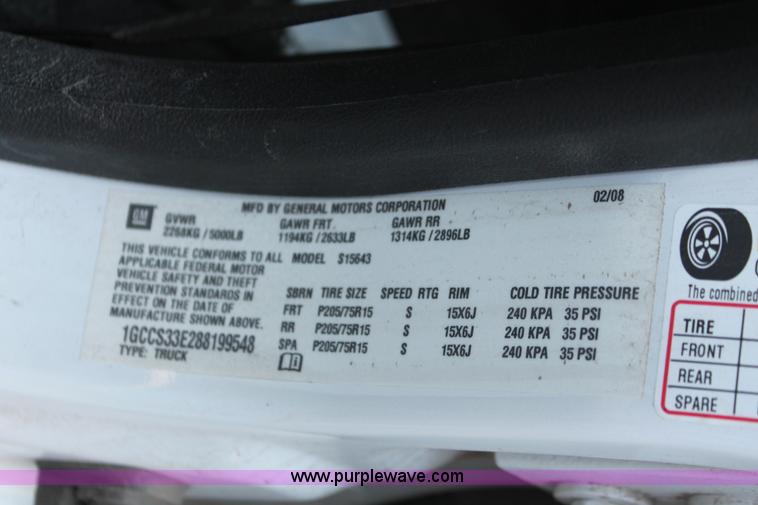 MFD BY GENERAL MOTORS CORPORATION 02/08
GM
GVWR GAWR FRT. GAWR RR
2268KG / 5000LB 1194KG / 2633LB 1314KG / 2896LB
THIS VEHICLE CONFORMS TO ALL MODEL S15643
APPLICABLE FEDERAL MOTOR
VEHICLE SAFETY AND THEFT
PREVENTION STANDARDS IN
EFFECT ON THE DATE OF
MANUFACTURE SHOWN ABOVE.
1GCCS33E288199548
TYPE: TRUCK
SBRN TIRE SIZE SPEED RTG RIM COLD TIRE PRESSURE
FRT P205/75R15 S 15X6J 240 KPA 35 PSI
RR P205/75R15 S 15X6J 240 KPA 35 PSI
SPA P205/75R15 S 15X6J 240 KPA 35 PSI
The combined
TIRE
FRONT
REAR
SPARE
www.purplewave.com